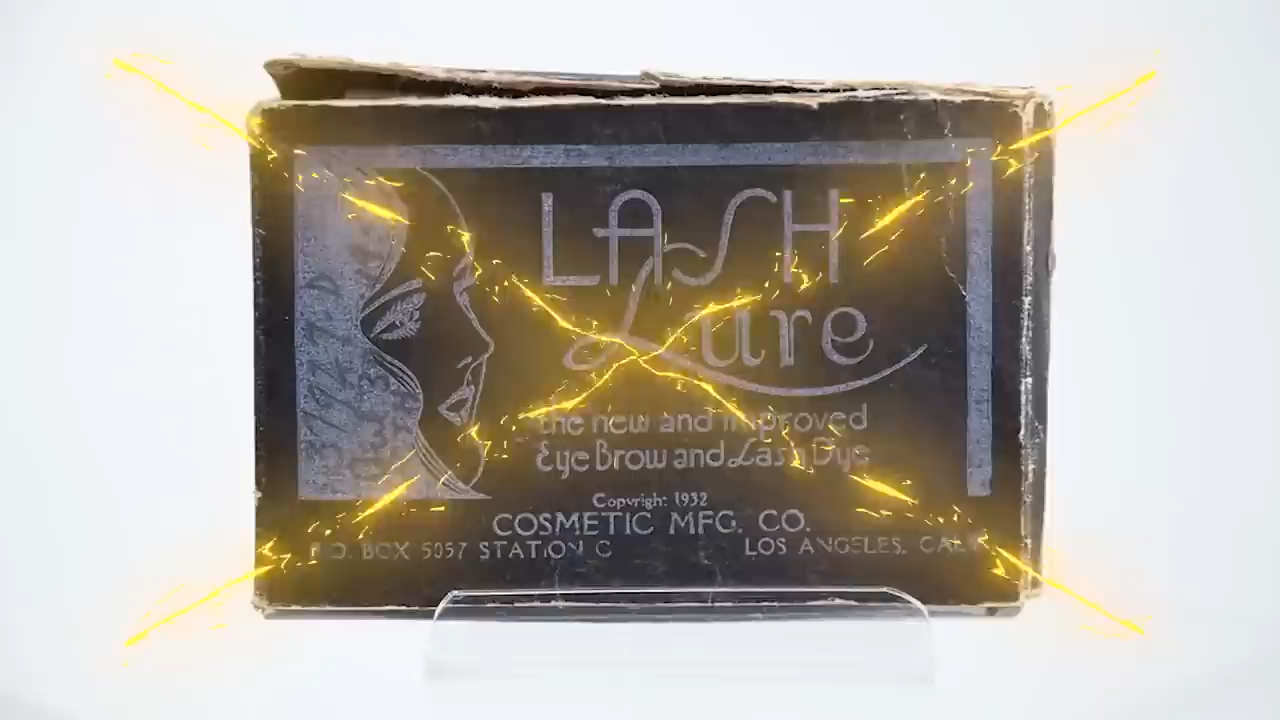 LASH
Lure
the new and improved
Eye Brow and Lash Dye
Copyright 1932
COSMETIC MFG. CO.
P.O. BOX 5057 STATION C
LOS ANGELES, CALIF.